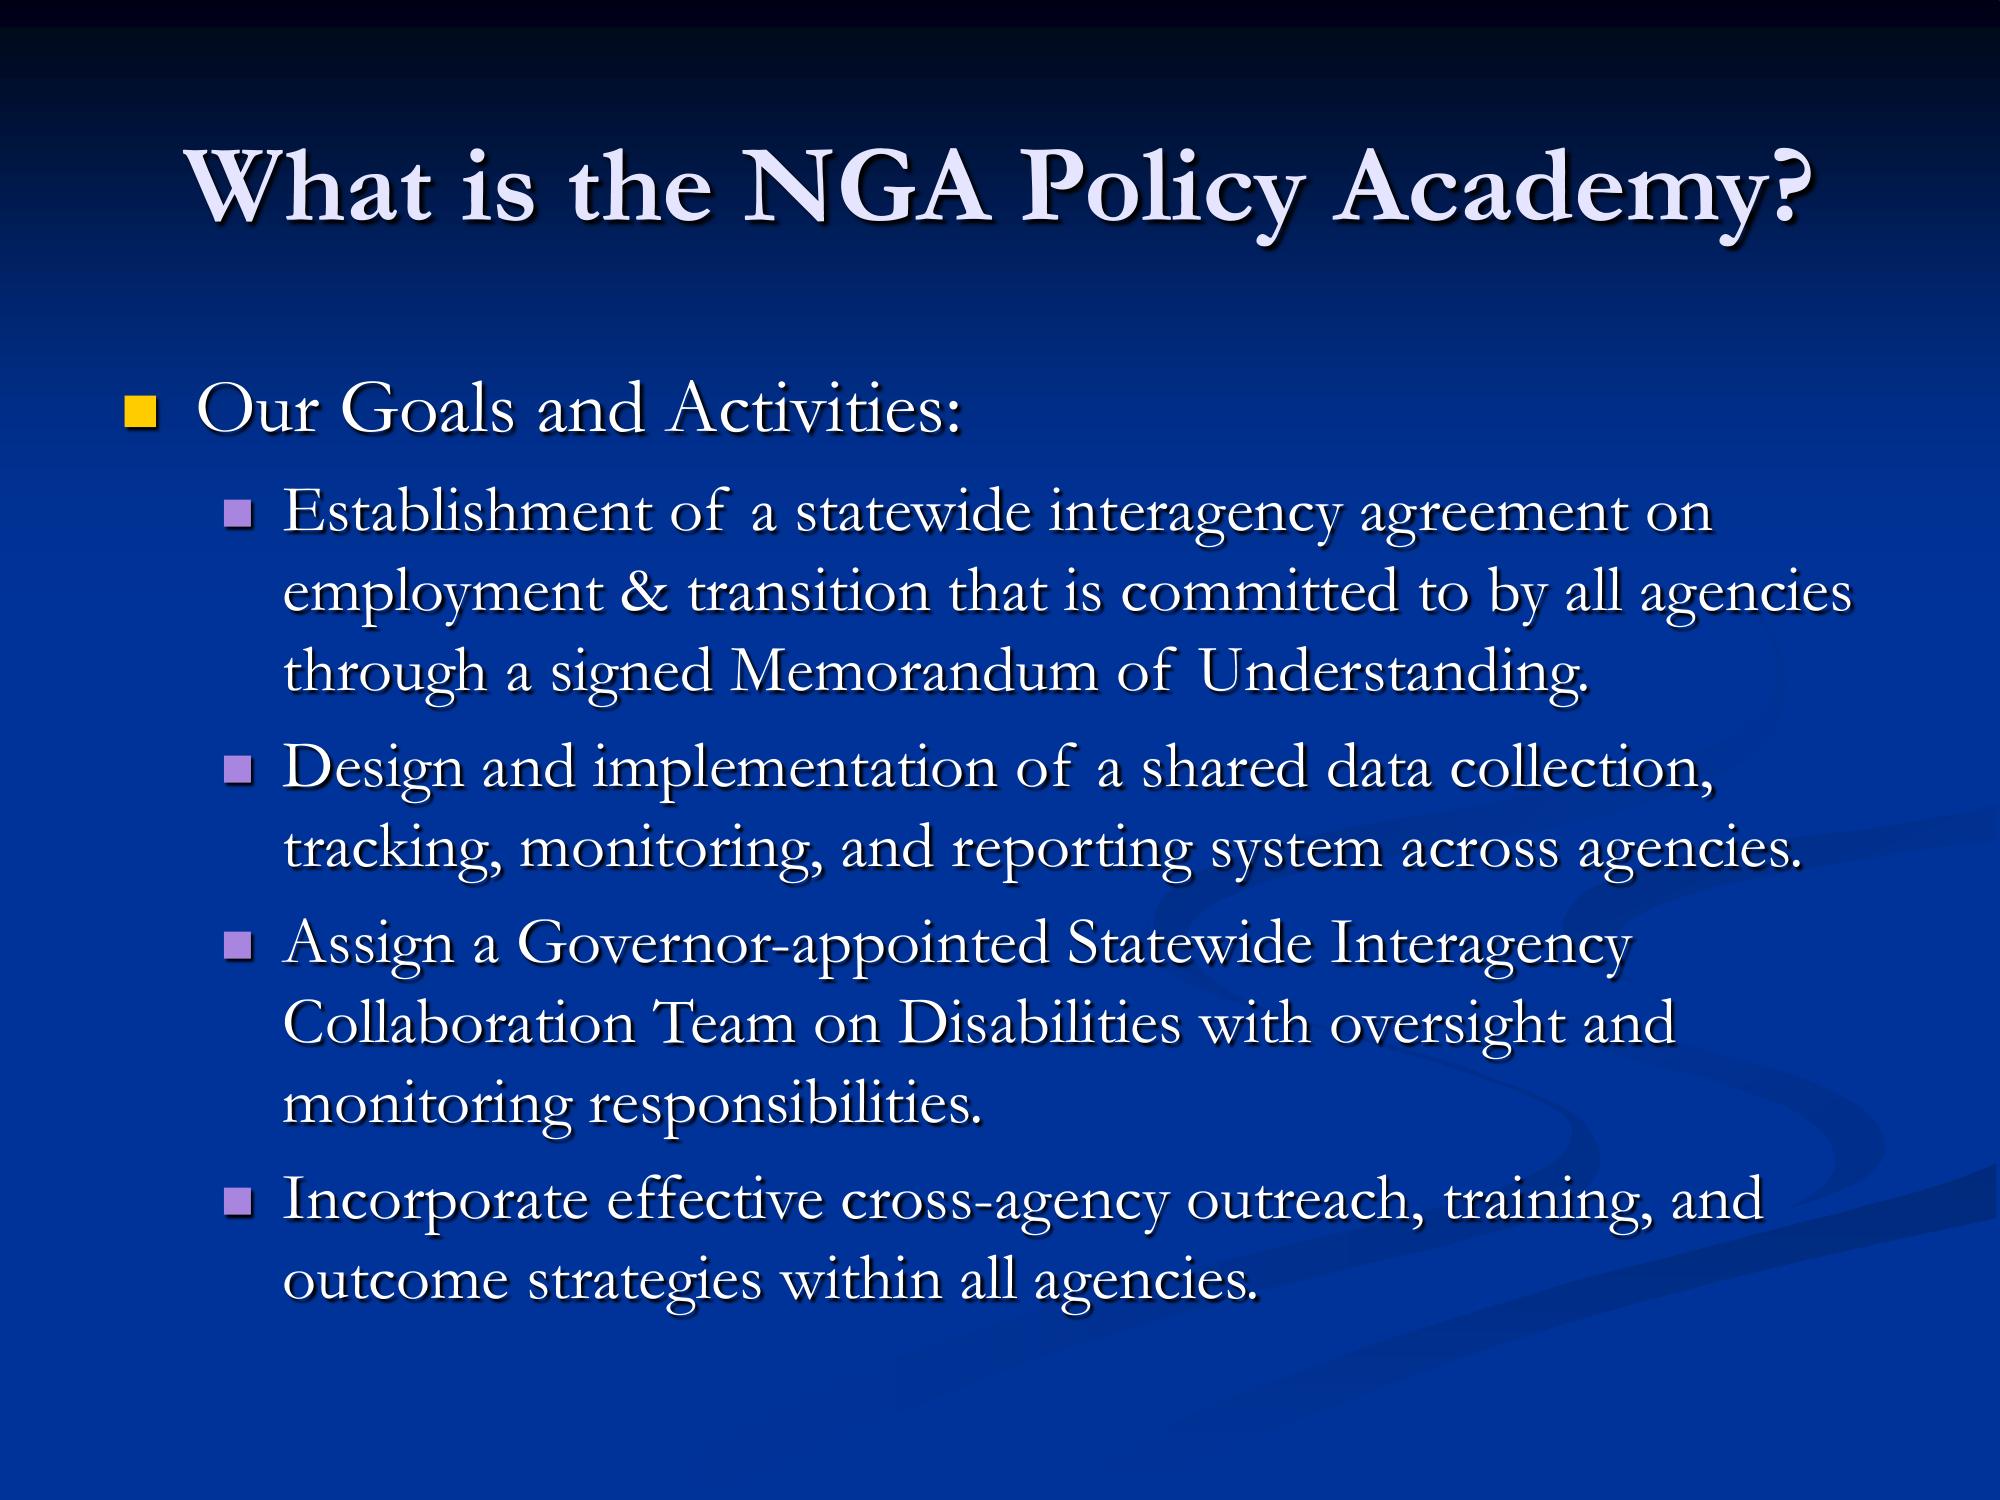 What is the NGA Policy Academy?
Our Goals and Activities:
Establishment of a statewide interagency agreement on
employment & transition that is committed to by all agencies
through a signed Memorandum of Understanding.
Design and implementation of a shared data collection,
tracking, monitoring, and reporting system across agencies.
Assign a Governor-appointed Statewide Interagency
Collaboration Team on Disabilities with oversight and
monitoring responsibilities.
Incorporate effective cross-agency outreach, training, and
outcome strategies within all agencies.